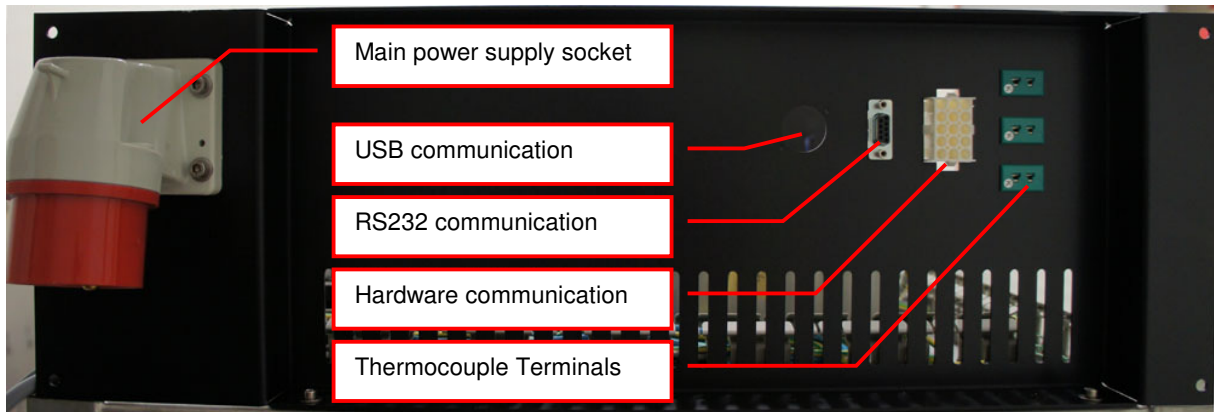 Main power supply socket
USB communication
RS232 communication
Hardware communication
Thermocouple Terminals